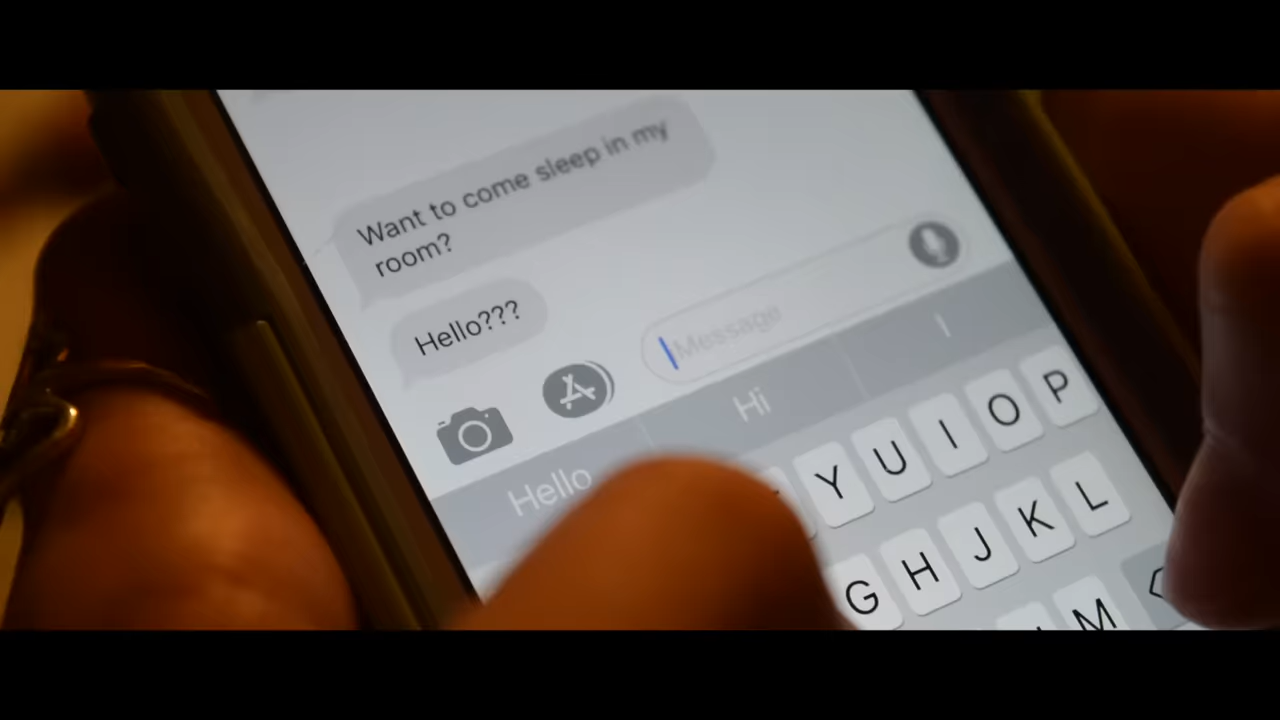 Want to come sleep in my
room?
Hello???
Message
Hello
Hi
I
Y U I O P
G H J K L
M